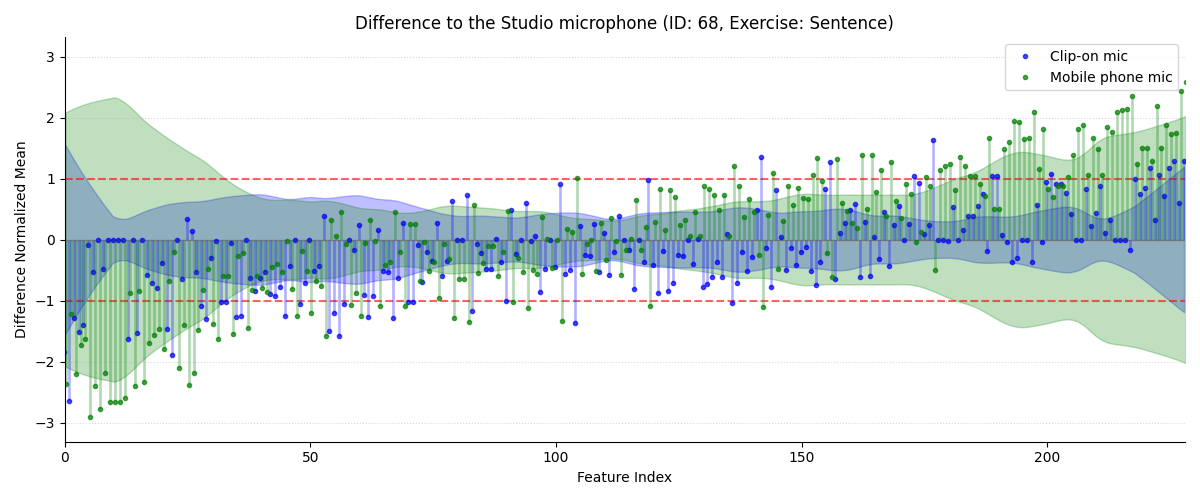 Difference to the Studio microphone (ID: 68, Exercise: Sentence)
Difference Normalized Mean
3
2
1
0
−1
−2
−3
Clip-on mic
Mobile phone mic
0
50
100
150
200
Feature Index